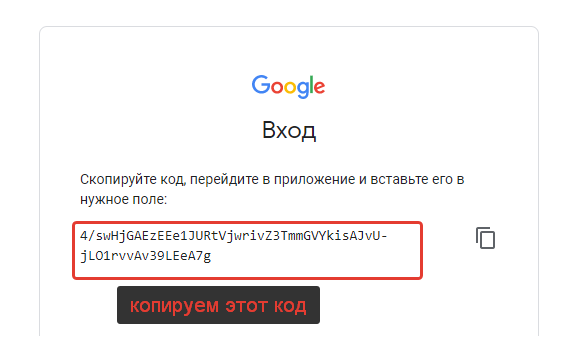 Google
Вход
Скопируйте код, перейдите в приложение и вставьте его в
нужное поле:
4/swHjGAEzEEe1JURtVjwrivZ3TmmGVYkisAJvU-
jLO1rvvAv39LEeA7g
копируем этот код